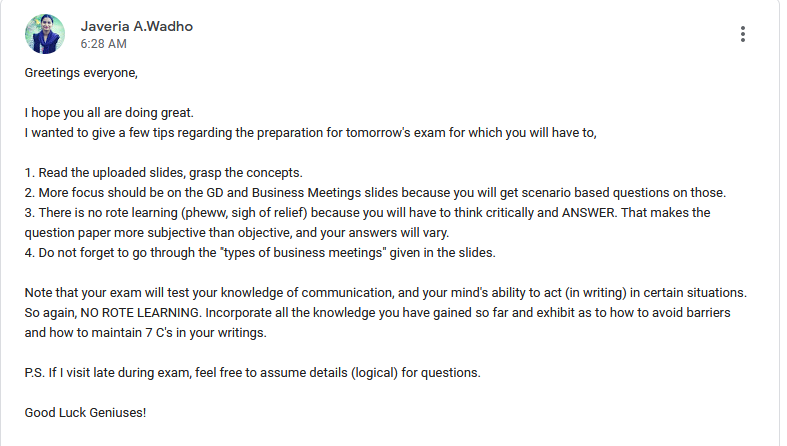 Javeria A.Wadho
6:28 AM
Greetings everyone,
I hope you all are doing great.
I wanted to give a few tips regarding the preparation for tomorrow's exam for which you will have to,
1. Read the uploaded slides, grasp the concepts.
2. More focus should be on the GD and Business Meetings slides because you will get scenario based questions on those.
3. There is no rote learning (pheww, sigh of relief) because you will have to think critically and ANSWER. That makes the
question paper more subjective than objective, and your answers will vary.
4. Do not forget to go through the "types of business meetings" given in the slides.
Note that your exam will test your knowledge of communication, and your mind's ability to act (in writing) in certain situations.
So again, NO ROTE LEARNING. Incorporate all the knowledge you have gained so far and exhibit as to how to avoid barriers
and how to maintain 7 C's in your writings.
P.S. If I visit late during exam, feel free to assume details (logical) for questions.
Good Luck Geniuses!